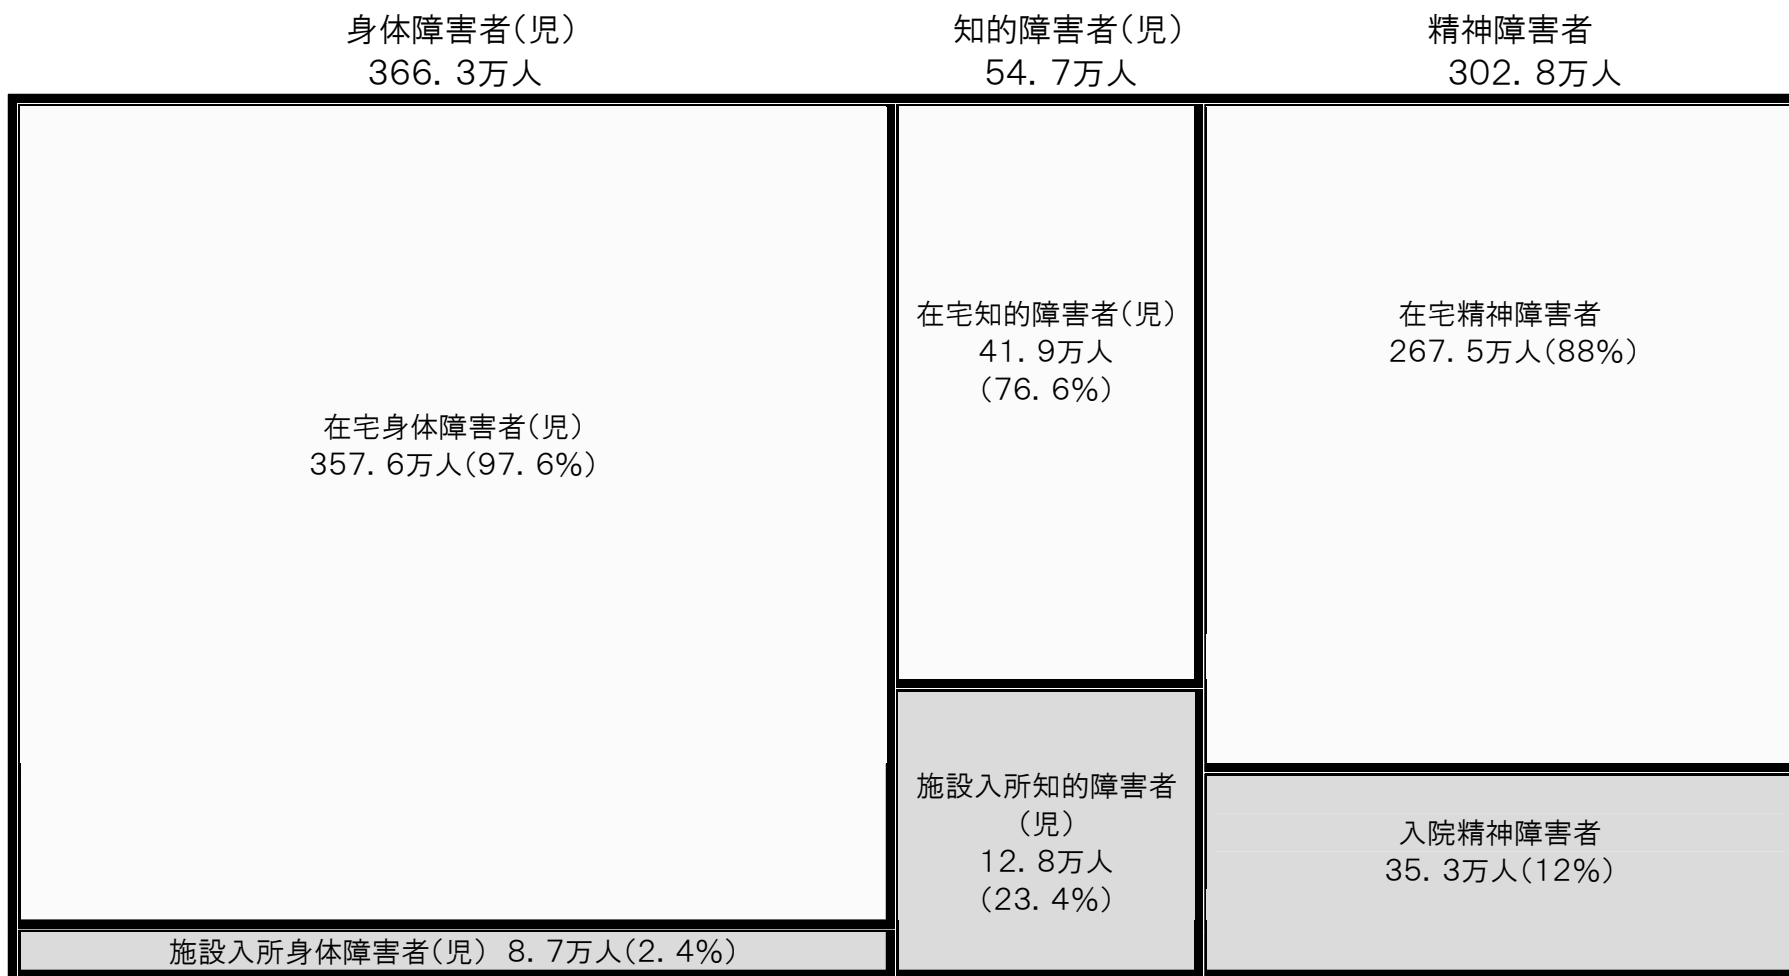 身体障害者(児)
366.3万人
知的障害者(児)
54.7万人
精神障害者
302.8万人
在宅身体障害者(児)
357.6万人(97.6%)
施設入所身体障害者(児) 8.7万人(2.4%)
在宅知的障害者(児)
41.9万人
(76.6%)
施設入所知的障害者
(児)
12.8万人
(23.4%)
在宅精神障害者
267.5万人(88%)
入院精神障害者
35.3万人(12%)